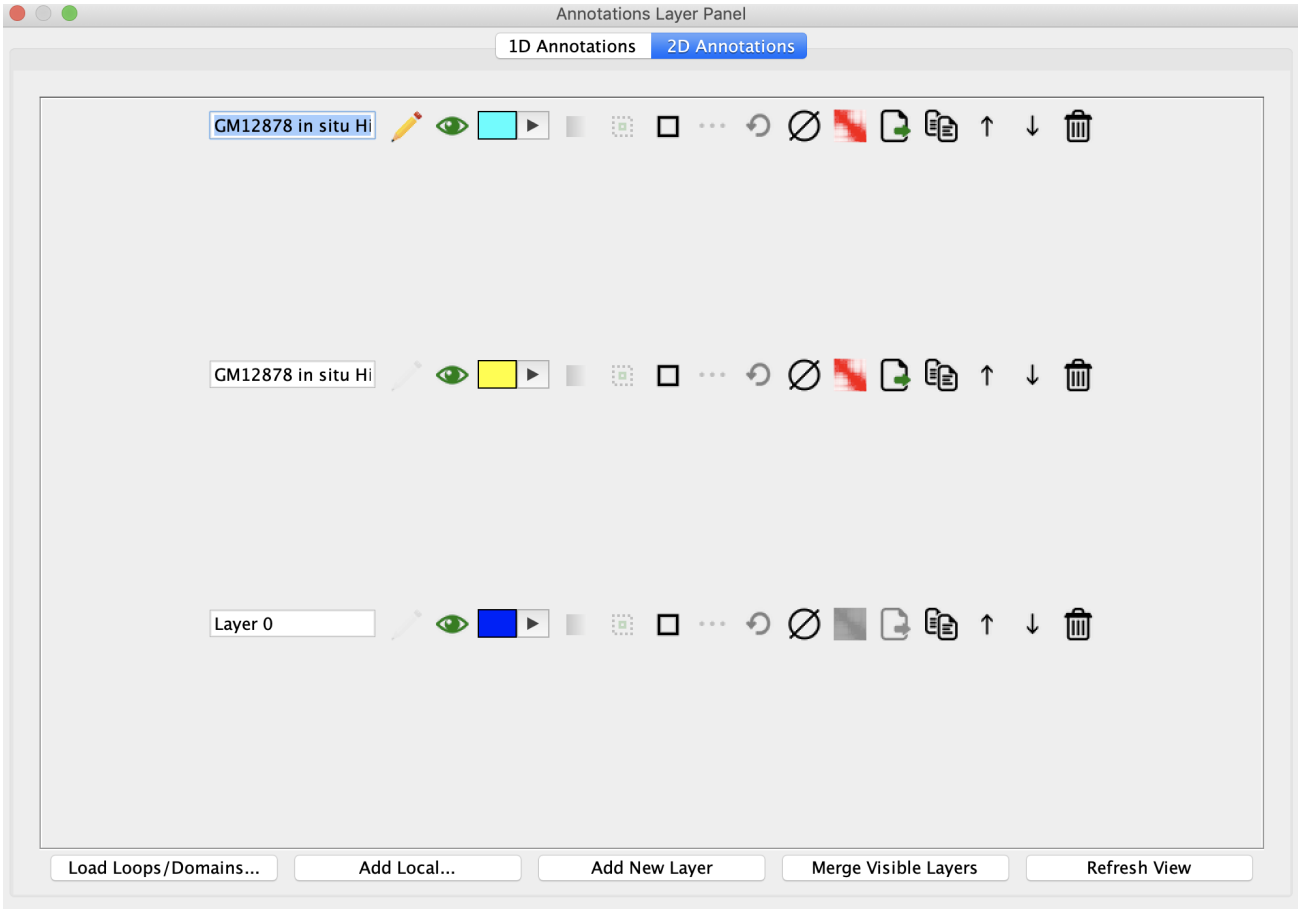 Annotations Layer Panel
1D Annotations 2D Annotations
GM12878 in situ Hi
GM12878 in situ Hi
Layer 0
Load Loops/Domains... Add Local... Add New Layer Merge Visible Layers Refresh View